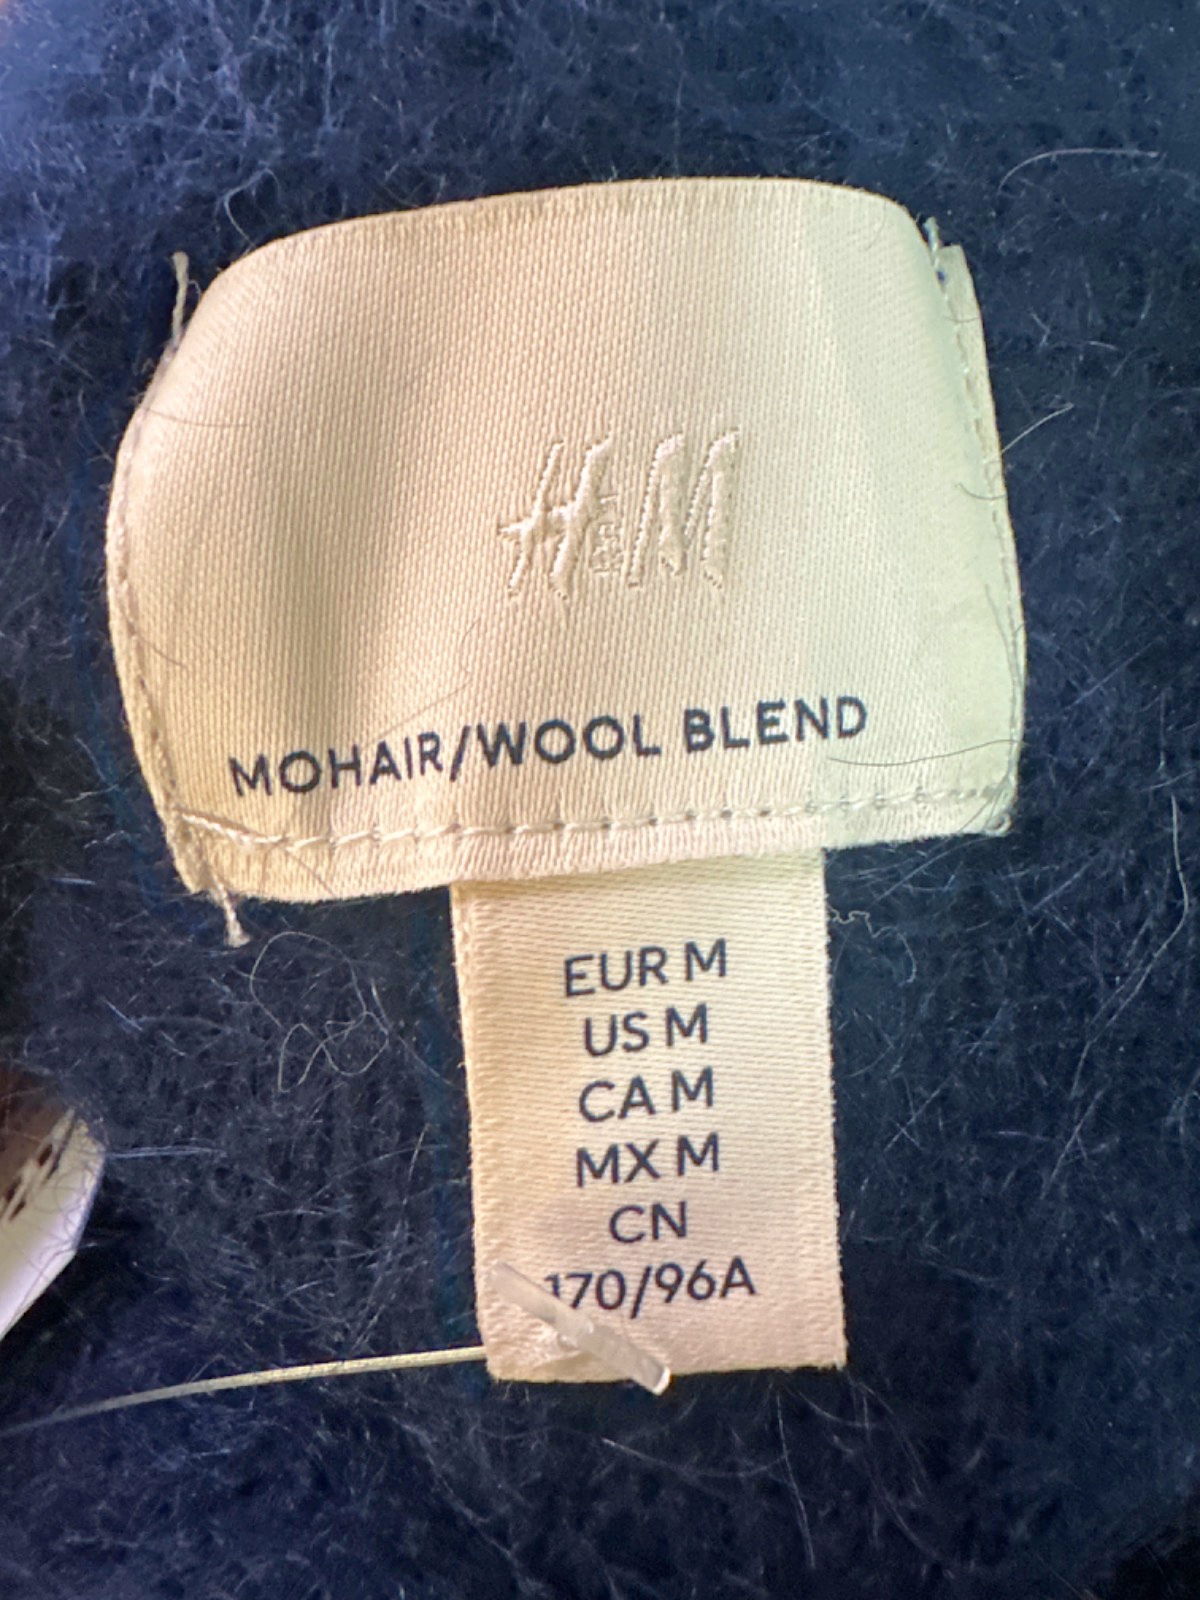 H&M
MOHAIR/WOOL BLEND
EUR M
US M
CA M
MX M
CN
170/96A